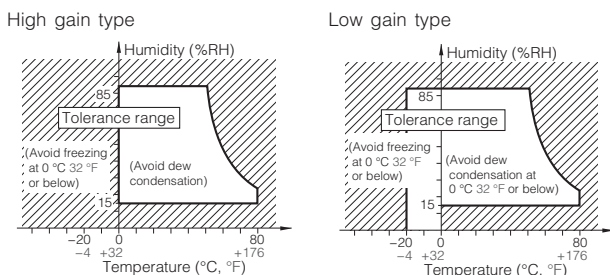 High gain type
Humidity (%RH)
85
Tolerance range
(Avoid freezing
at 0 °C 32 °F
or below)
(Avoid dew
condensation)
15
−20 0 80
−4 +32 +176
Temperature (°C, °F)
Low gain type
Humidity (%RH)
85
Tolerance range
(Avoid freezing
at 0 °C 32 °F
or below)
(Avoid dew
condensation at
0 °C 32 °F or below)
15
−20 0 80
−4 +32 +176
Temperature (°C, °F)